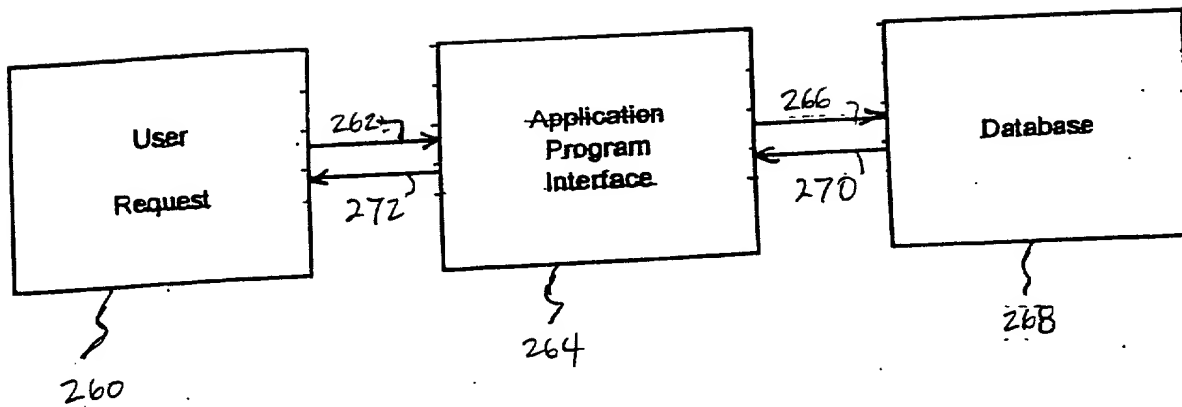 User
Request
262
272
260
Application
Program
Interface
264
266
270
Database
268